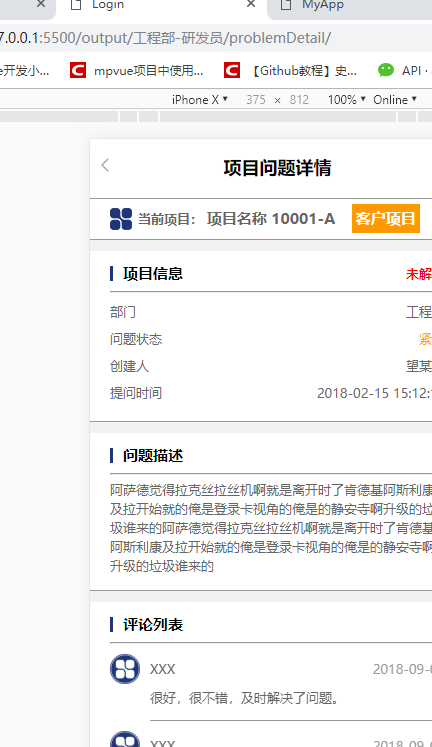 Login
MyApp
7.0.0.1:5500/output/工程部-研发员/problemDetail/
e开发小...
mpvue项目中使用...
【Github教程】史...
API ·
iPhone X ▼ 375 × 812 100% ▼ Online ▼
项目问题详情
当前项目： 项目名称 10001-A 客户项目
项目信息 未解
部门 工程
问题状态 紧
创建人 望某
提问时间 2018-02-15 15:12:
问题描述
阿萨德觉得拉克丝拉丝机啊就是离开时了肯德基阿斯利康
及拉开始就的俺是登录卡视角的俺是的静安寺啊升级的垃
圾谁来的阿萨德觉得拉克丝拉丝机啊就是离开时了肯德基
阿斯利康及拉开始就的俺是登录卡视角的俺是的静安寺啊
升级的垃圾谁来的
评论列表
XXX 2018-09-
很好，很不错，及时解决了问题。
XXX 2018-09-